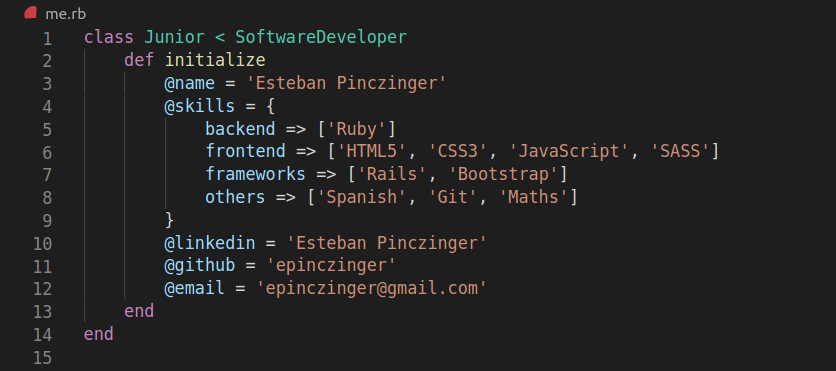 me.rb
1 class Junior < SoftwareDeveloper
2 def initialize
3 @name = 'Esteban Pinczinger'
4 @skills = {
5 backend => ['Ruby']
6 frontend => ['HTML5', 'CSS3', 'JavaScript', 'SASS']
7 frameworks => ['Rails', 'Bootstrap']
8 others => ['Spanish', 'Git', 'Maths']
9 }
10 @linkedin = 'Esteban Pinczinger'
11 @github = 'epinczinger'
12 @email = 'epinczinger@gmail.com'
13 end
14 end
15